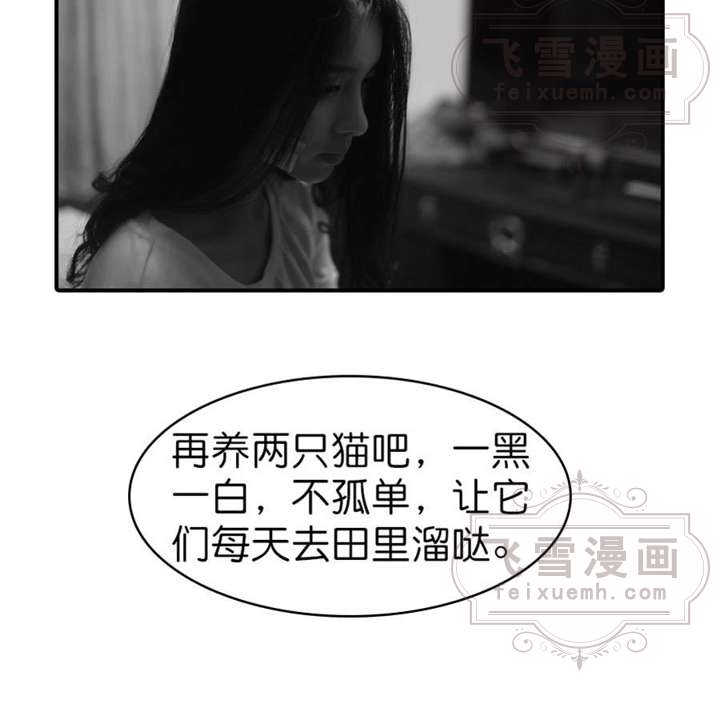 飞雪漫画
feixuemh.com
再养两只猫吧，一黑
一白，不孤单，让它
们每天去田里溜哒。
飞雪漫画
feixuemh.com